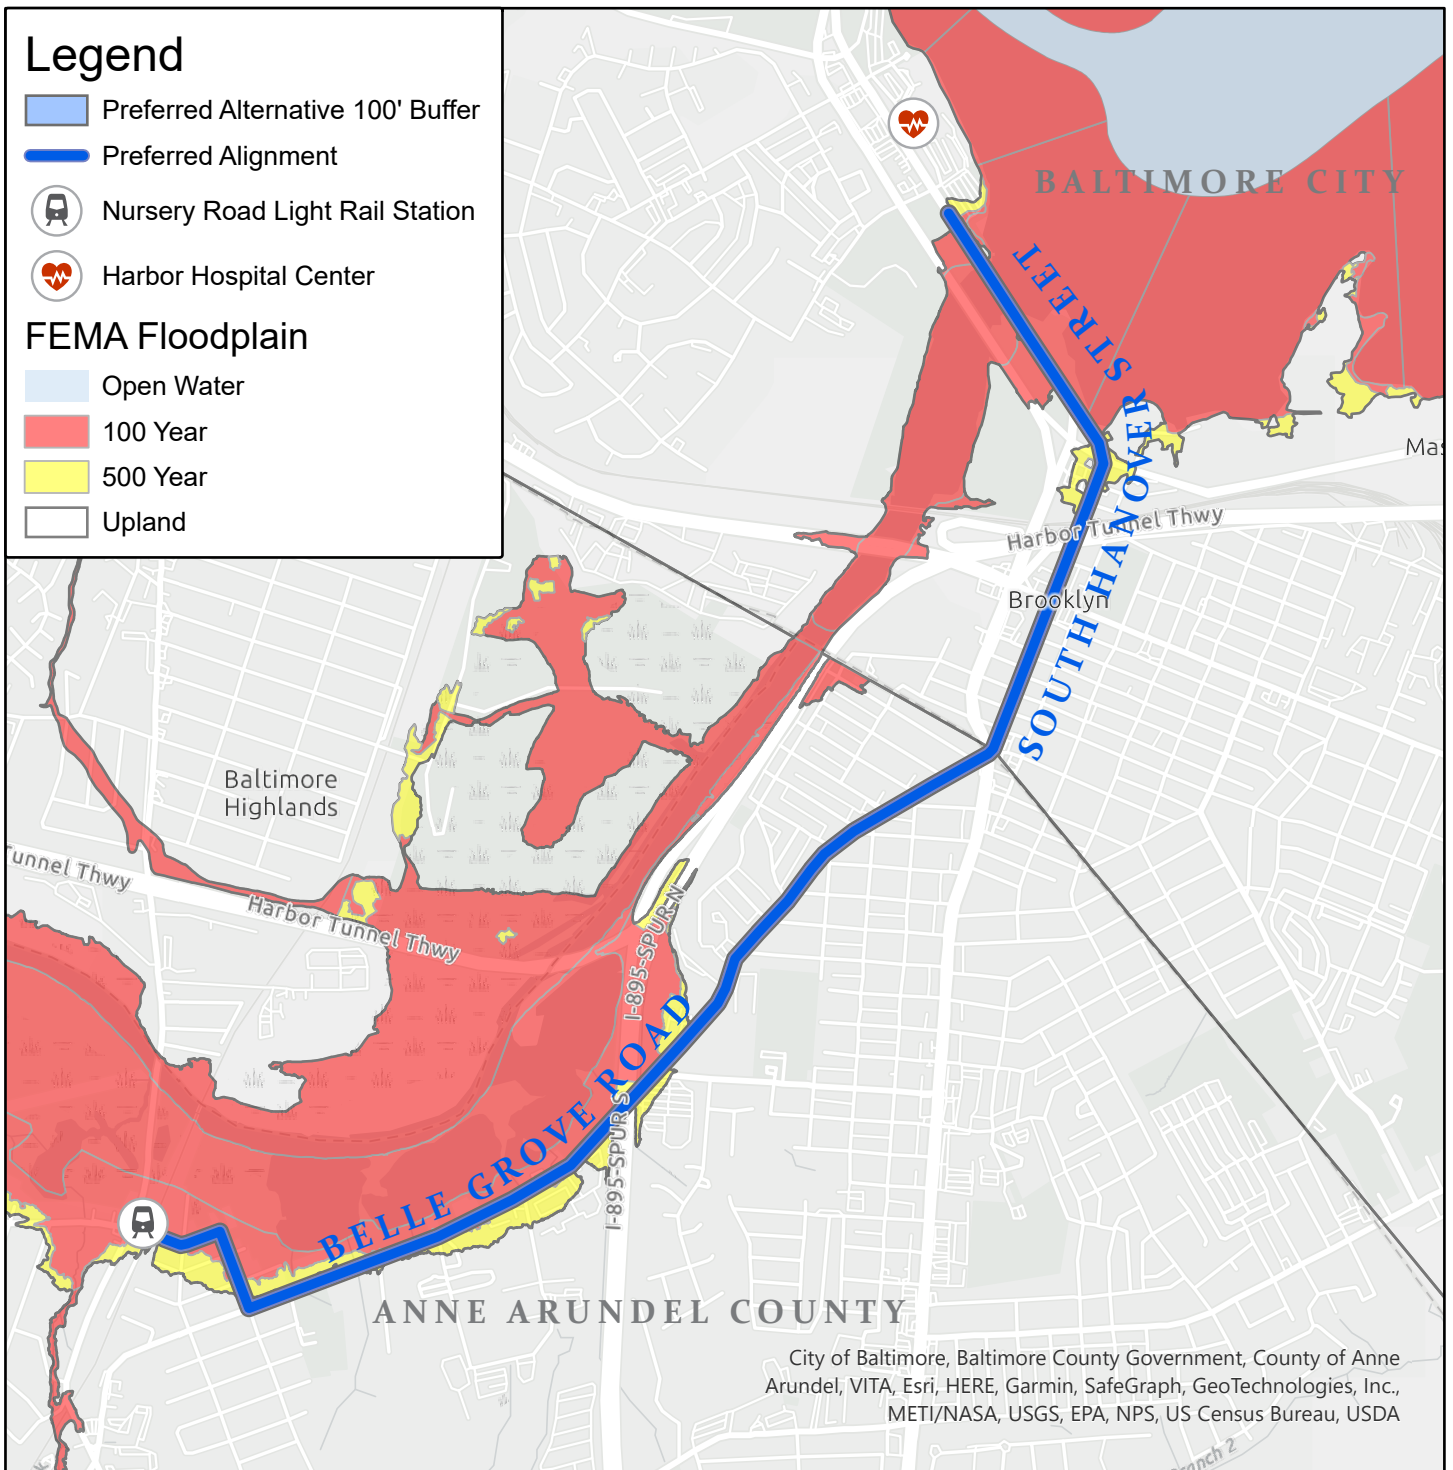 Legend
Preferred Alternative 100' Buffer
Preferred Alignment
Nursery Road Light Rail Station
Harbor Hospital Center
FEMA Floodplain
Open Water
100 Year
500 Year
Upland
BALTIMORE CITY
SOUTH HANOVER STREET
Harbor Tunnel Thwy
Brooklyn
Baltimore
Highlands
unnel Thwy
Harbor Tunnel Thwy
I-895-SPUR N
BELLE GROVE ROAD
I-895-SPUR S
ANNE ARUNDEL COUNTY
City of Baltimore, Baltimore County Government, County of Anne
Arundel, VITA, Esri, HERE, Garmin, SafeGraph, GeoTechnologies, Inc.,
METI/NASA, USGS, EPA, NPS, US Census Bureau, USDA